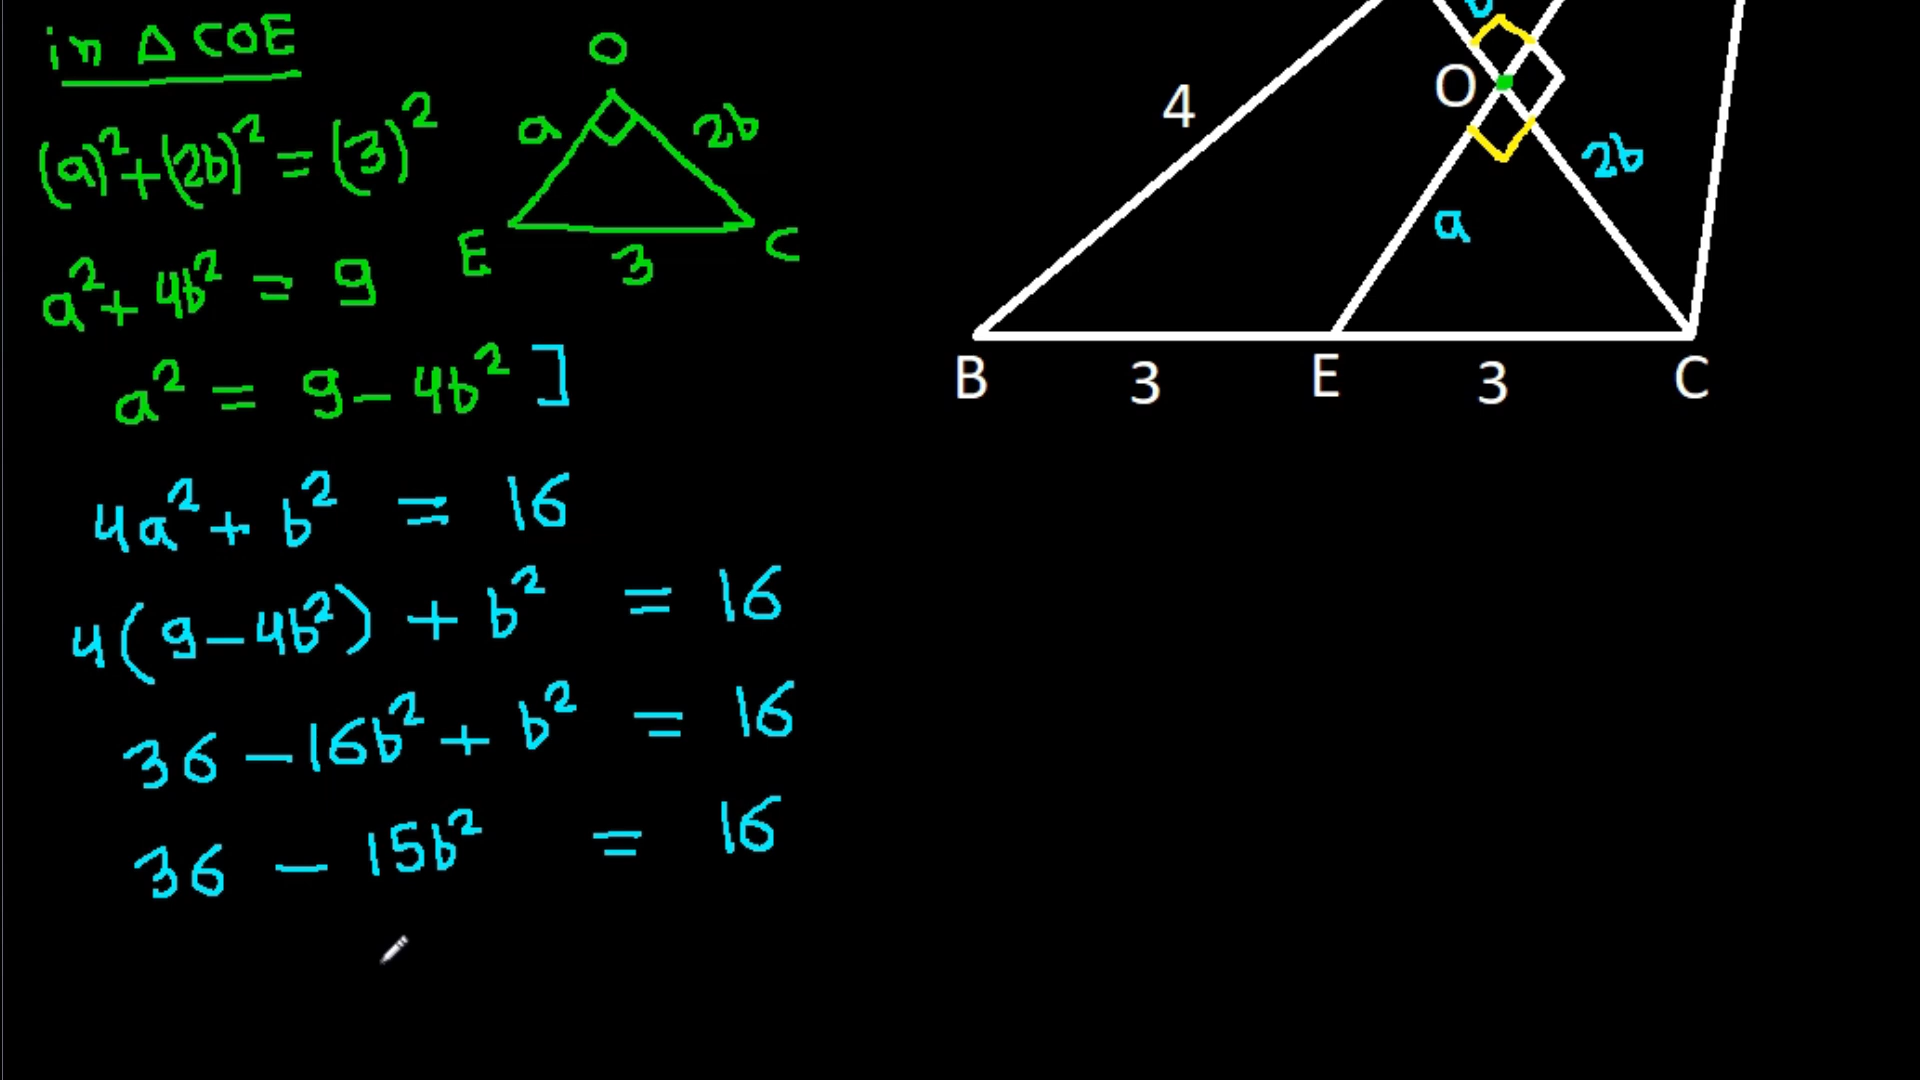 in Δ COE
(a)² + (2b)² = (3)²
a² + 4b² = 9
a² = 9 - 4b² ]
4a² + b² = 16
4(9 - 4b²) + b² = 16
36 - 16b² + b² = 16
36 - 15b² = 16
O
a
2b
E
3
C
b
4
O
2b
a
B
3
E
3
C